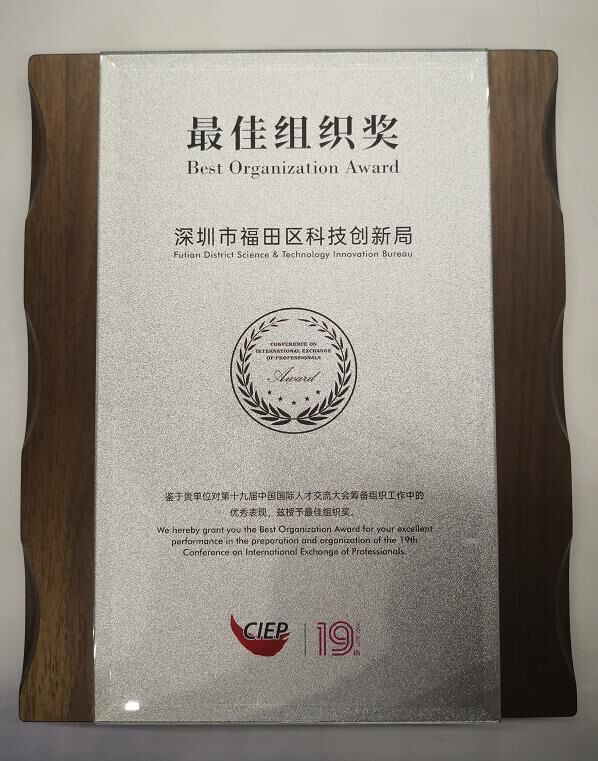 最佳组织奖
Best Organization Award
深圳市福田区科技创新局
Futian District Science & Technology Innovation Bureau
CONFERENCE ON
INTERNATIONAL EXCHANGE
OF PROFESSIONALS
Award
鉴于贵单位对第十九届中国国际人才交流大会筹备组织工作中的
优秀表现，兹授予最佳组织奖。
We hereby grant you the Best Organization Award for your excellent
performance in the preparation and organization of the 19th
Conference on International Exchange of Professionals.
CIEP
19th